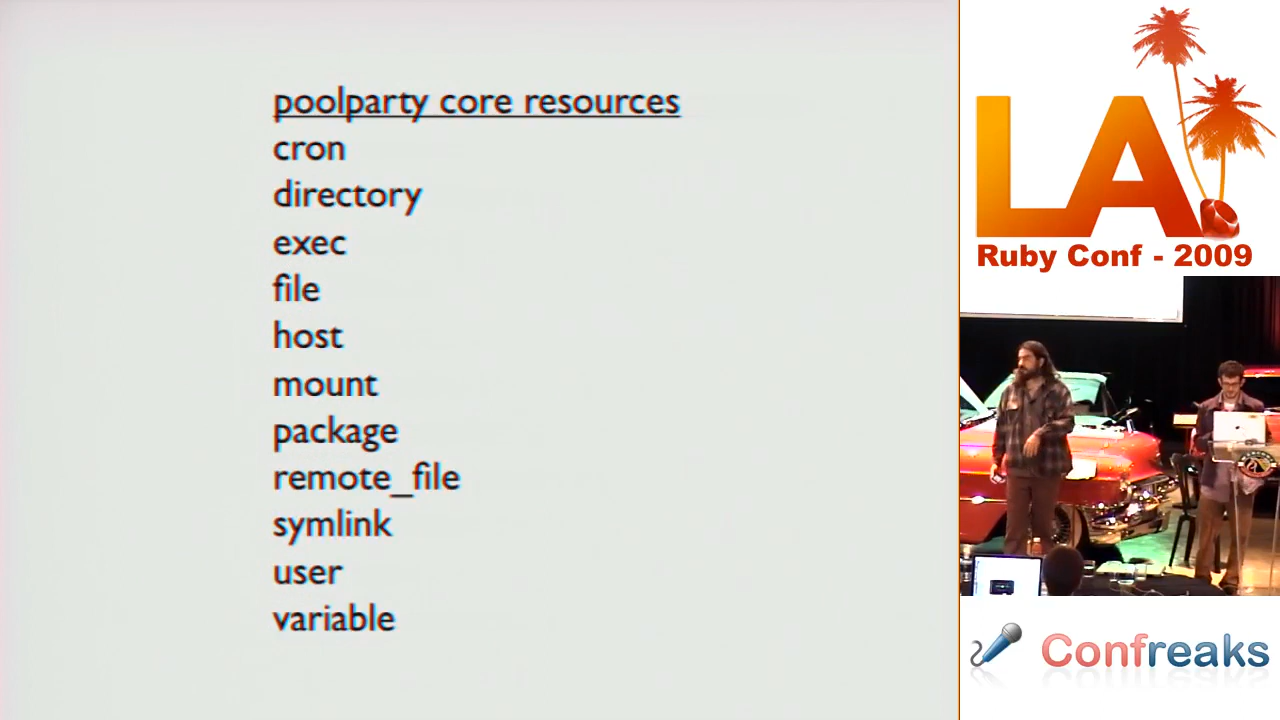 poolparty core resources
cron
directory
exec
file
host
mount
package
remote_file
symlink
user
variable
LA
Ruby Conf - 2009
Confreaks